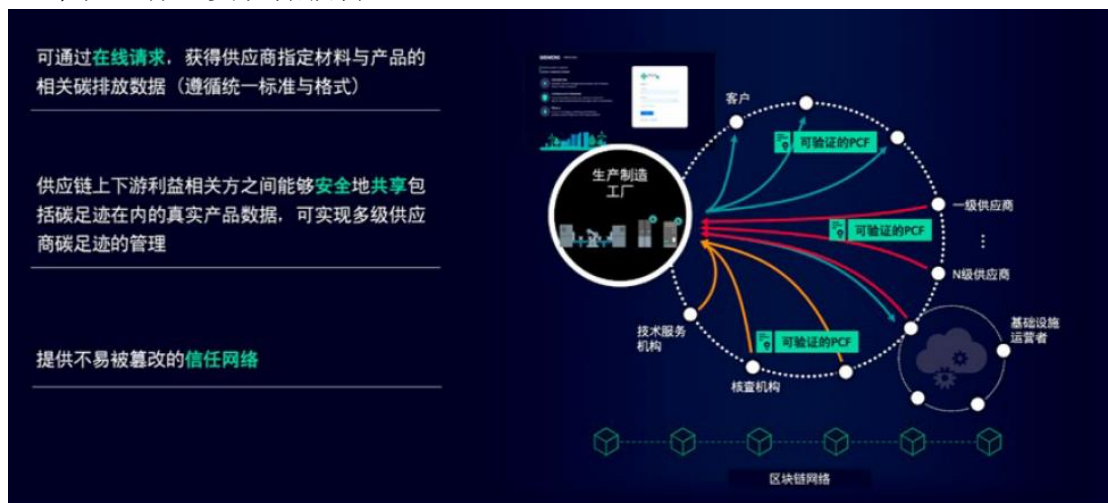 可通过在线请求，获得供应商指定材料与产品的
相关碳排放数据（遵循统一标准与格式）
供应链上下游利益相关方之间能够安全地共享包
括碳足迹在内的真实产品数据，可实现多级供应
商碳足迹的管理
提供不易被篡改的信任网络
SIEMENS
客户
可验证的PCF
生产制造
工厂
一级供应商
可验证的PCF
⋮
N级供应商
技术服务
机构
可验证的PCF
基础设施
运营者
核查机构
区块链网络